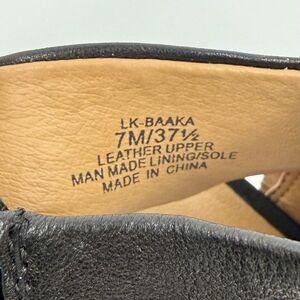 LK-BAAKA
7M/37½
LEATHER UPPER
MAN MADE LINING/SOLE
MADE IN CHINA